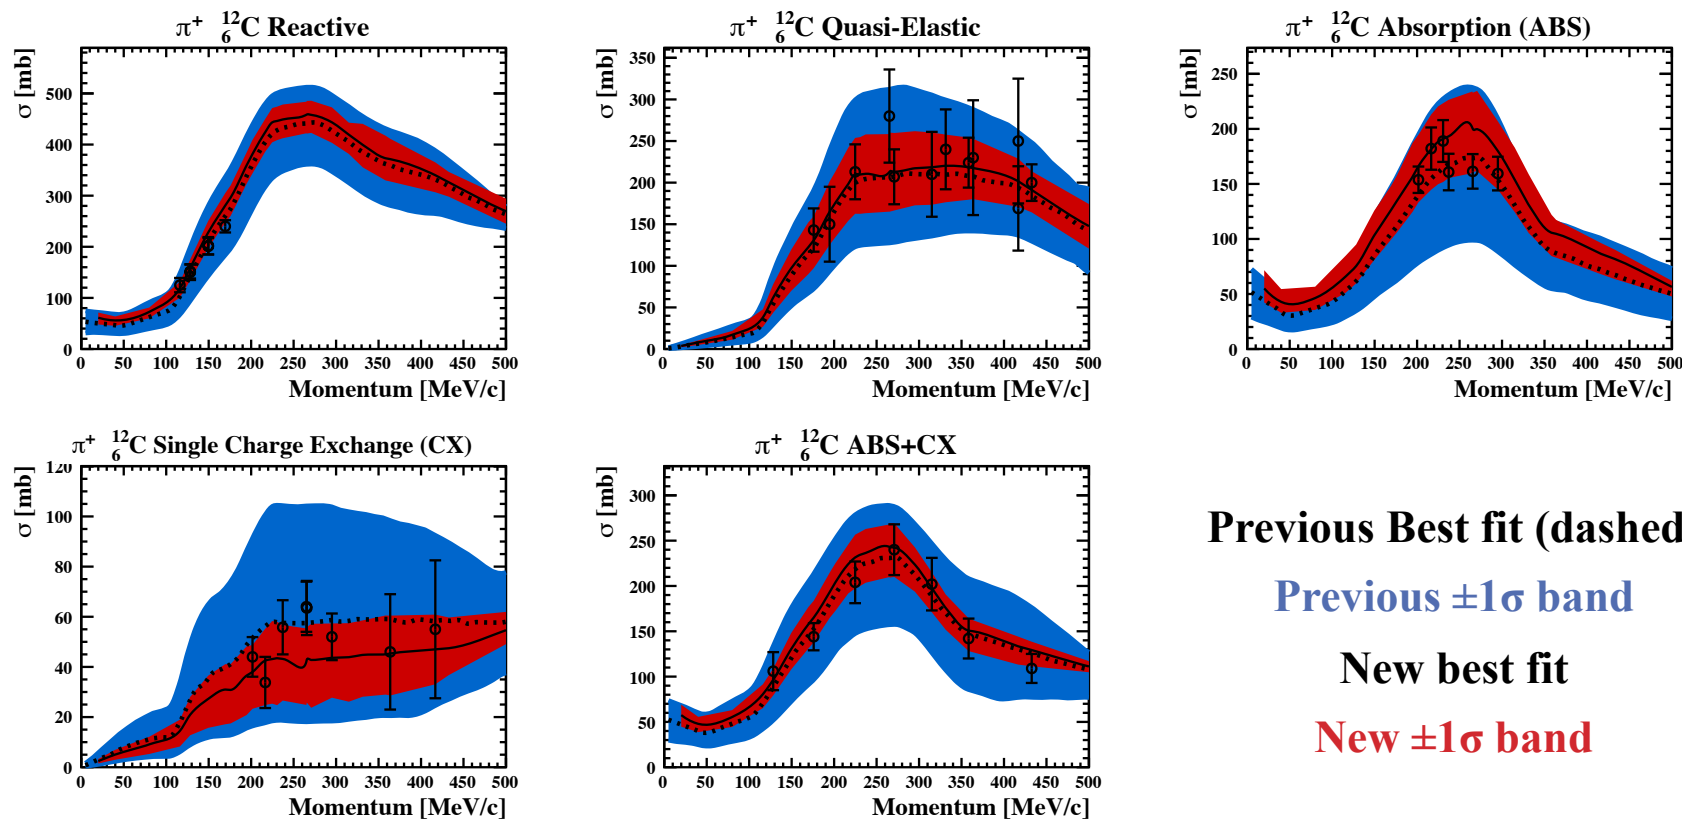 π⁺ ¹²₆C Reactive
σ [mb]
500
400
300
200
100
0
0 50 100 150 200 250 300 350 400 450 500
Momentum [MeV/c]
π⁺ ¹²₆C Quasi-Elastic
σ [mb]
350
300
250
200
150
100
50
0
0 50 100 150 200 250 300 350 400 450 500
Momentum [MeV/c]
π⁺ ¹²₆C Absorption (ABS)
σ [mb]
250
200
150
100
50
0
0 50 100 150 200 250 300 350 400 450 500
Momentum [MeV/c]
π⁺ ¹²₆C Single Charge Exchange (CX)
σ [mb]
120
100
80
60
40
20
0
0 50 100 150 200 250 300 350 400 450 500
Momentum [MeV/c]
π⁺ ¹²₆C ABS+CX
σ [mb]
300
250
200
150
100
50
0
0 50 100 150 200 250 300 350 400 450 500
Momentum [MeV/c]
Previous Best fit (dashed
Previous ±1σ band
New best fit
New ±1σ band